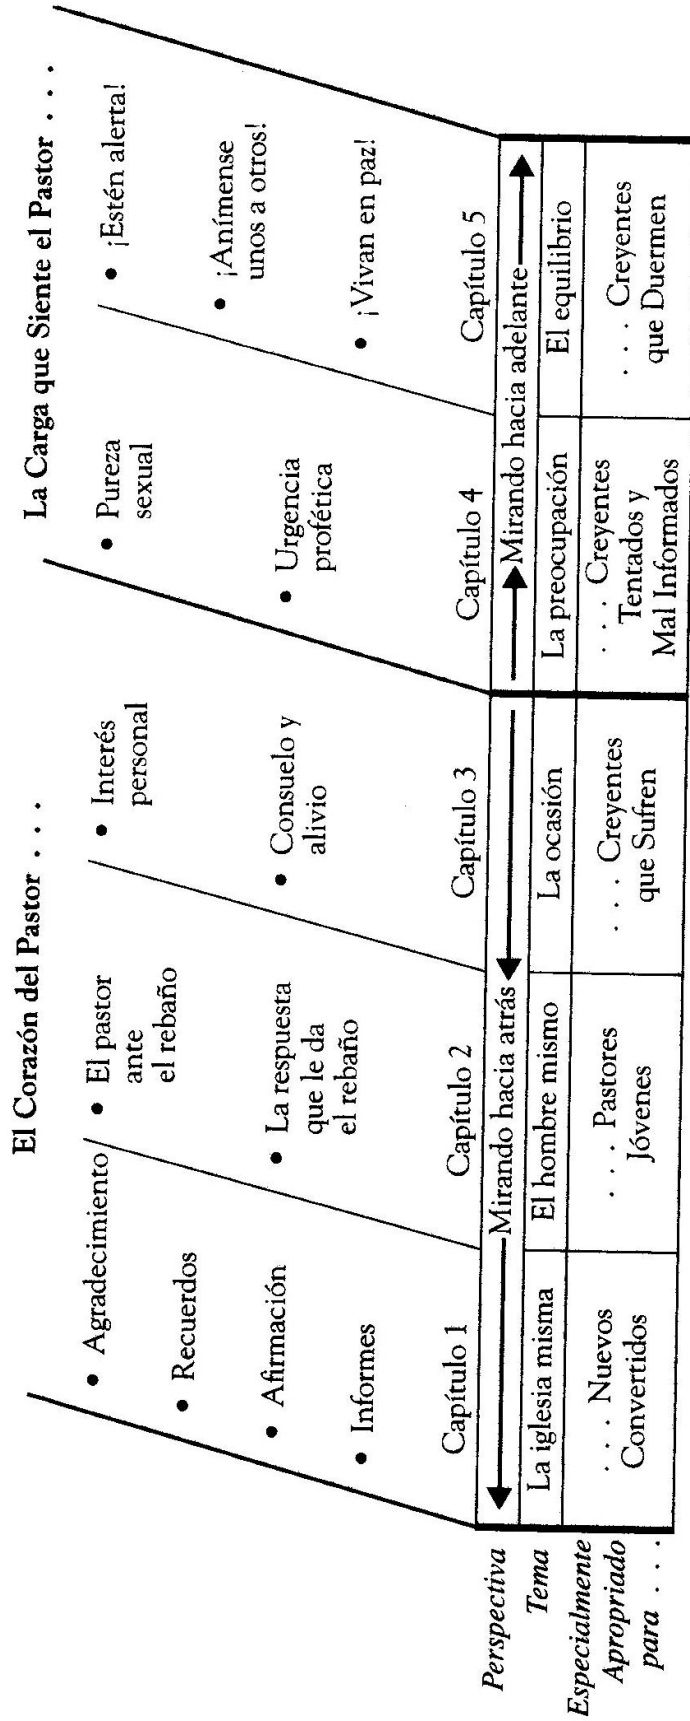 El Corazón del Pastor . . .
La Carga que Siente el Pastor . . .
• Agradecimiento
• Recuerdos
• Afirmación
• Informes
Capítulo 1
• El pastor
ante
el rebaño
• La respuesta
que le da
el rebaño
Capítulo 2
• Interés
personal
• Consuelo y
alivio
Capítulo 3
• Pureza
sexual
• Urgencia
profética
Capítulo 4
• ¡Estén alerta!
• ¡Anímense
unos a otros!
• ¡Vivan en paz!
Capítulo 5
Perspectiva
Mirando hacia atrás
Mirando hacia adelante
Tema
La iglesia misma
El hombre mismo
La ocasión
La preocupación
El equilibrio
Especialmente
Apropiado
para . . .
. . . Nuevos
Convertidos
. . . Pastores
Jóvenes
. . . Creyentes
que Sufren
. . . Creyentes
Tentados y
Mal Informados
. . . Creyentes
que Duermen